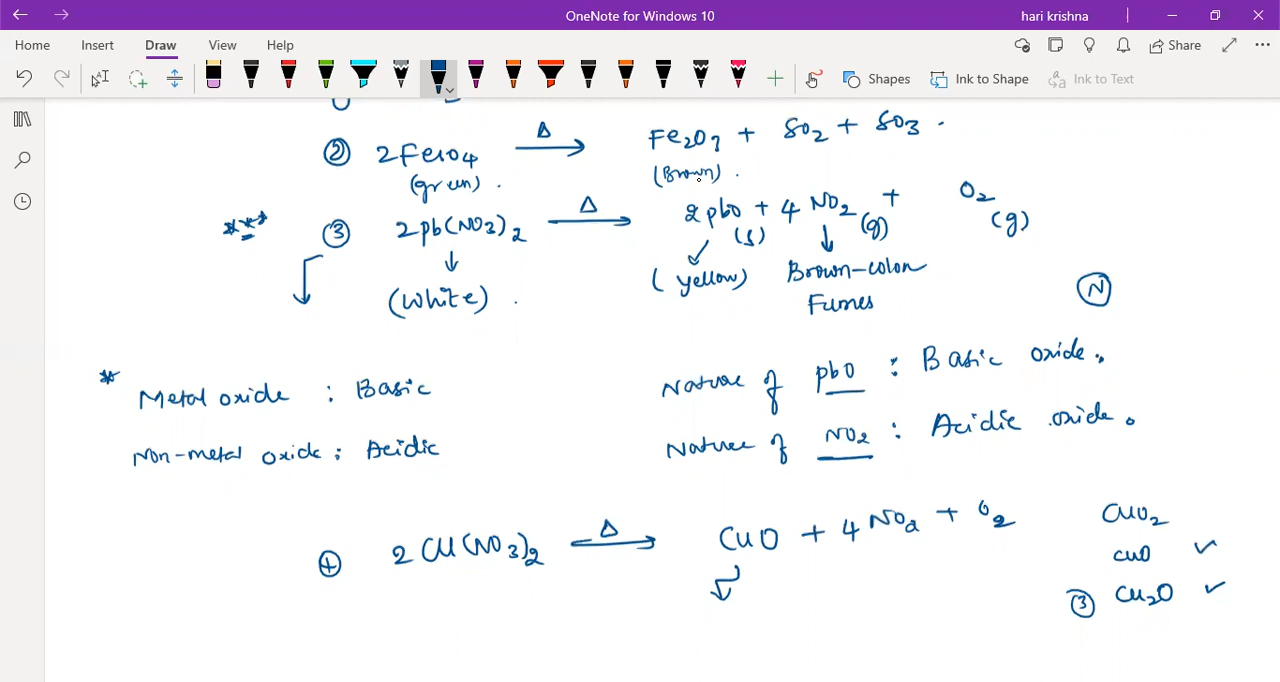 OneNote for Windows 10
hari krishna
Home Insert Draw View Help
Share
Shapes Ink to Shape Ink to Text
② 2FeSO4 Δ→ Fe2O3 + SO2 + SO3 .
(green) . (Brown) .
*** ③ 2pb(NO3)2 Δ→ 2pbO + 4NO2 + O2
(s) (g) (g)
(White) . (yellow) Brown-colon
Fumes
N
* Metal oxide : Basic
Nature of pbO : Basic oxide.
Non-metal oxide : Acidic
Nature of NO2 : Acidic oxide.
④ 2Cu(NO3)2 Δ→ CuO + 4NO2 + O2
CuO2
CuO ✓
③ Cu2O ✓